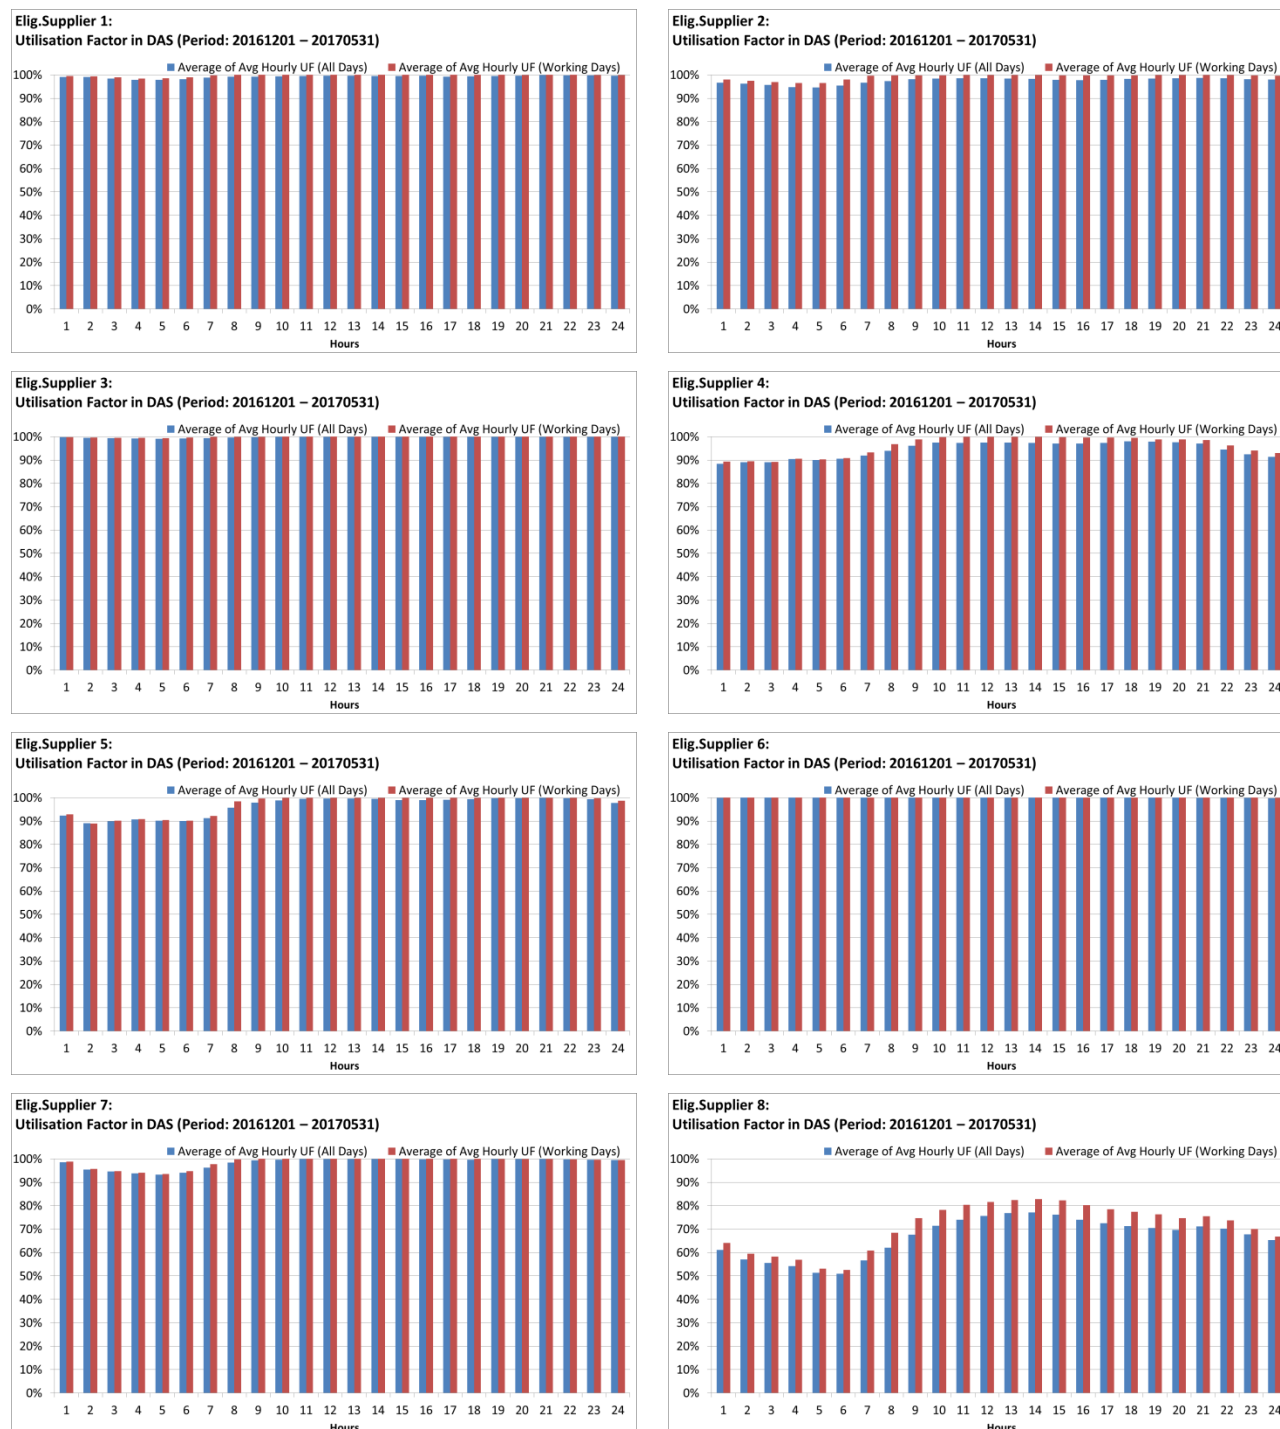 Elig.Supplier 1:
Utilisation Factor in DAS (Period: 20161201 – 20170531)
Average of Avg Hourly UF (All Days) Average of Avg Hourly UF (Working Days)
100%
90%
80%
70%
60%
50%
40%
30%
20%
10%
0%
1 2 3 4 5 6 7 8 9 10 11 12 13 14 15 16 17 18 19 20 21 22 23 24
Hours
Elig.Supplier 2:
Utilisation Factor in DAS (Period: 20161201 – 20170531)
Average of Avg Hourly UF (All Days) Average of Avg Hourly UF (Working Days)
100%
90%
80%
70%
60%
50%
40%
30%
20%
10%
0%
1 2 3 4 5 6 7 8 9 10 11 12 13 14 15 16 17 18 19 20 21 22 23 24
Hours
Elig.Supplier 3:
Utilisation Factor in DAS (Period: 20161201 – 20170531)
Average of Avg Hourly UF (All Days) Average of Avg Hourly UF (Working Days)
100%
90%
80%
70%
60%
50%
40%
30%
20%
10%
0%
1 2 3 4 5 6 7 8 9 10 11 12 13 14 15 16 17 18 19 20 21 22 23 24
Hours
Elig.Supplier 4:
Utilisation Factor in DAS (Period: 20161201 – 20170531)
Average of Avg Hourly UF (All Days) Average of Avg Hourly UF (Working Days)
100%
90%
80%
70%
60%
50%
40%
30%
20%
10%
0%
1 2 3 4 5 6 7 8 9 10 11 12 13 14 15 16 17 18 19 20 21 22 23 24
Hours
Elig.Supplier 5:
Utilisation Factor in DAS (Period: 20161201 – 20170531)
Average of Avg Hourly UF (All Days) Average of Avg Hourly UF (Working Days)
100%
90%
80%
70%
60%
50%
40%
30%
20%
10%
0%
1 2 3 4 5 6 7 8 9 10 11 12 13 14 15 16 17 18 19 20 21 22 23 24
Hours
Elig.Supplier 6:
Utilisation Factor in DAS (Period: 20161201 – 20170531)
Average of Avg Hourly UF (All Days) Average of Avg Hourly UF (Working Days)
100%
90%
80%
70%
60%
50%
40%
30%
20%
10%
0%
1 2 3 4 5 6 7 8 9 10 11 12 13 14 15 16 17 18 19 20 21 22 23 24
Hours
Elig.Supplier 7:
Utilisation Factor in DAS (Period: 20161201 – 20170531)
Average of Avg Hourly UF (All Days) Average of Avg Hourly UF (Working Days)
100%
90%
80%
70%
60%
50%
40%
30%
20%
10%
0%
1 2 3 4 5 6 7 8 9 10 11 12 13 14 15 16 17 18 19 20 21 22 23 24
Hours
Elig.Supplier 8:
Utilisation Factor in DAS (Period: 20161201 – 20170531)
Average of Avg Hourly UF (All Days) Average of Avg Hourly UF (Working Days)
100%
90%
80%
70%
60%
50%
40%
30%
20%
10%
0%
1 2 3 4 5 6 7 8 9 10 11 12 13 14 15 16 17 18 19 20 21 22 23 24
Hours